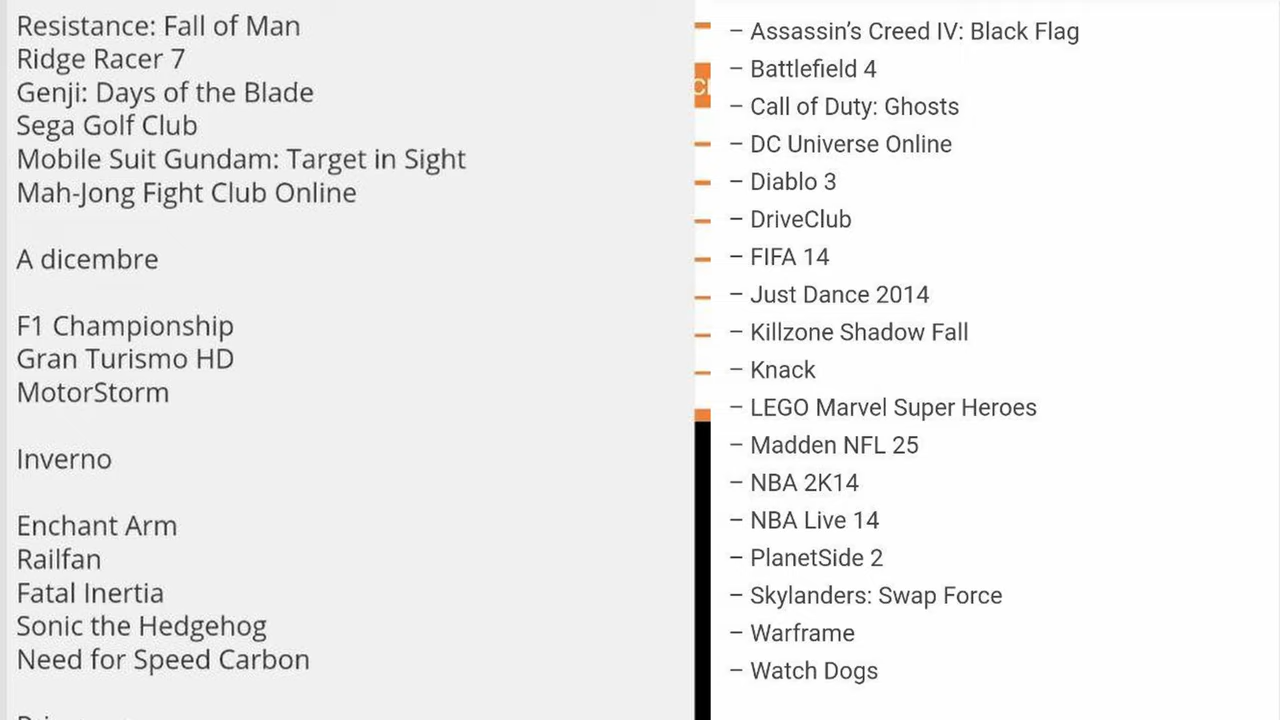 Resistance: Fall of Man
Ridge Racer 7
Genji: Days of the Blade
Sega Golf Club
Mobile Suit Gundam: Target in Sight
Mah-Jong Fight Club Online
A dicembre
F1 Championship
Gran Turismo HD
MotorStorm
Inverno
Enchant Arm
Railfan
Fatal Inertia
Sonic the Hedgehog
Need for Speed Carbon
– Assassin’s Creed IV: Black Flag
– Battlefield 4
– Call of Duty: Ghosts
– DC Universe Online
– Diablo 3
– DriveClub
– FIFA 14
– Just Dance 2014
– Killzone Shadow Fall
– Knack
– LEGO Marvel Super Heroes
– Madden NFL 25
– NBA 2K14
– NBA Live 14
– PlanetSide 2
– Skylanders: Swap Force
– Warframe
– Watch Dogs